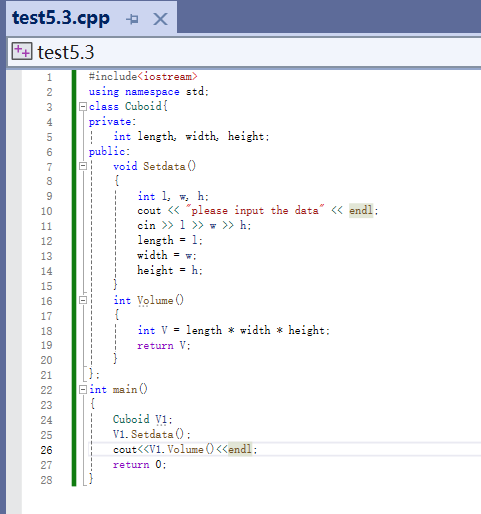 test5.3.cpp
test5.3
1 #include<iostream>
2 using namespace std;
3 class Cuboid{
4 private:
5 int length, width, height;
6 public:
7 void Setdata()
8 {
9 int l, w, h;
10 cout << "please input the data" << endl;
11 cin >> l >> w >> h;
12 length = l;
13 width = w;
14 height = h;
15 }
16 int Volume()
17 {
18 int V = length * width * height;
19 return V;
20 }
21 };
22 int main()
23 {
24 Cuboid V1;
25 V1.Setdata();
26 cout<<V1.Volume()<<endl;
27 return 0;
28 }